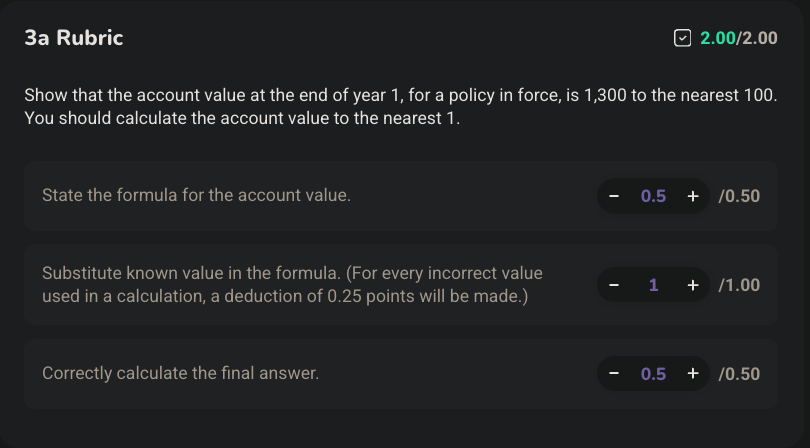 3a Rubric
2.00/2.00
Show that the account value at the end of year 1, for a policy in force, is 1,300 to the nearest 100.
You should calculate the account value to the nearest 1.
State the formula for the account value.
− 0.5 + /0.50
Substitute known value in the formula. (For every incorrect value
used in a calculation, a deduction of 0.25 points will be made.)
− 1 + /1.00
Correctly calculate the final answer.
− 0.5 + /0.50